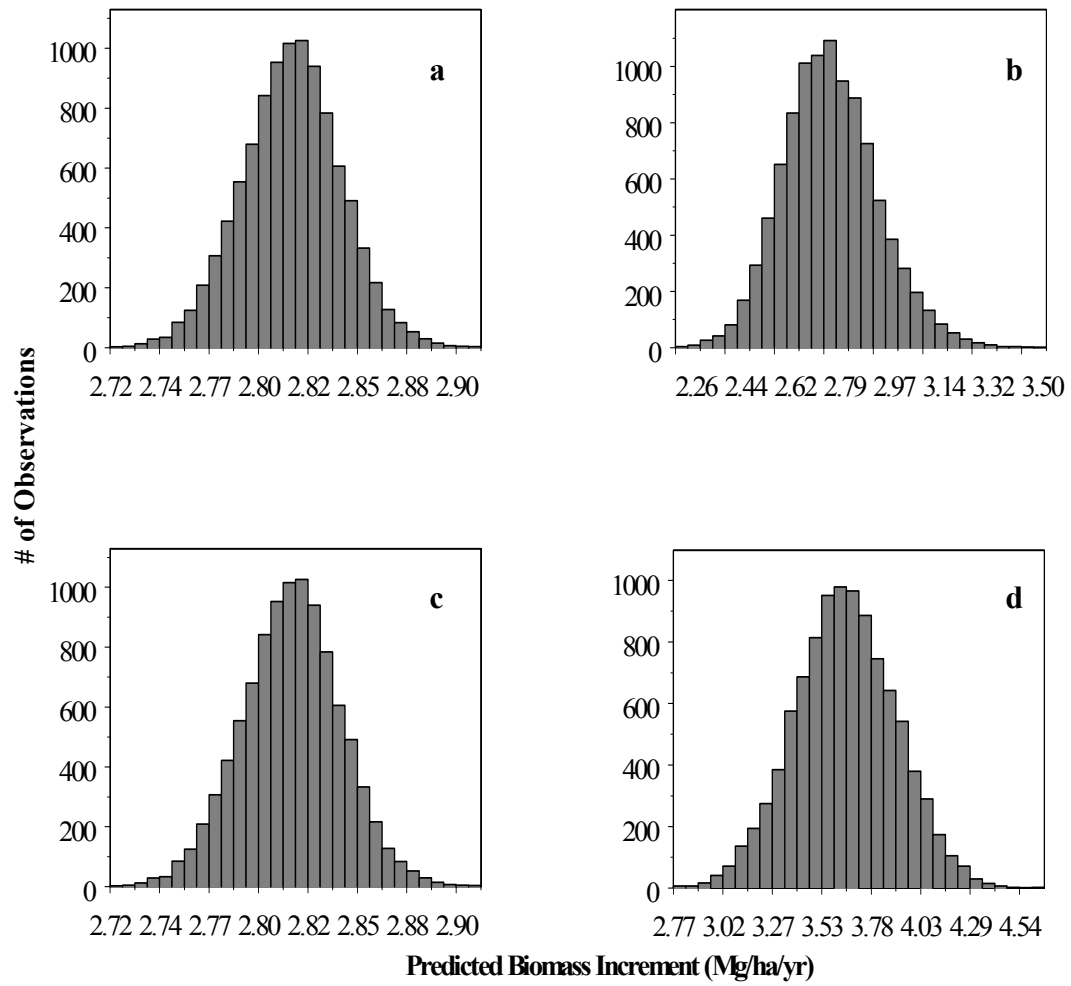 a
1000
800
600
400
200
0
2.72 2.74 2.77 2.80 2.82 2.85 2.88 2.90
b
1000
800
600
400
200
0
2.26 2.44 2.62 2.79 2.97 3.14 3.32 3.50
# of Observations
c
1000
800
600
400
200
0
2.72 2.74 2.77 2.80 2.82 2.85 2.88 2.90
d
1000
800
600
400
200
0
2.77 3.02 3.27 3.53 3.78 4.03 4.29 4.54
Predicted Biomass Increment (Mg/ha/yr)